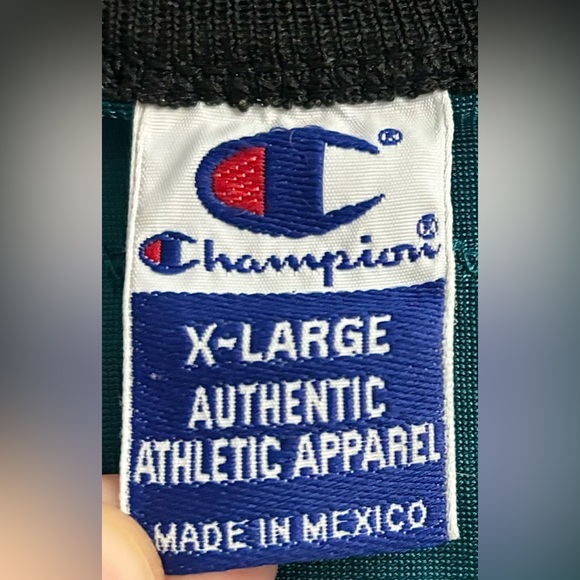 C®
Champion®
X-LARGE
AUTHENTIC
ATHLETIC APPAREL
MADE IN MEXICO